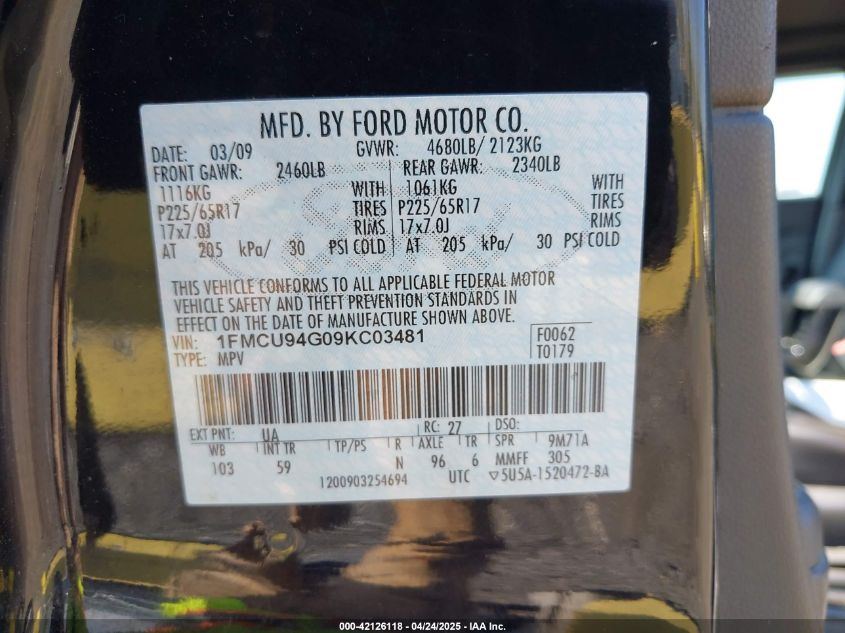 MFD. BY FORD MOTOR CO.
DATE: 03/09 GVWR: 4680LB/ 2123KG
FRONT GAWR: 2460LB REAR GAWR: 2340LB
1116KG WITH 1061KG WITH
P225/65R17 TIRES P225/65R17 TIRES
17x7.0J RIMS 17x7.0J RIMS
AT 205 kPa/ 30 PSI COLD AT 205 kPa/ 30 PSI COLD
THIS VEHICLE CONFORMS TO ALL APPLICABLE FEDERAL MOTOR
VEHICLE SAFETY AND THEFT PREVENTION STANDARDS IN
EFFECT ON THE DATE OF MANUFACTURE SHOWN ABOVE.
VIN: 1FMCU94G09KC03481 F0062
TYPE: MPV T0179
EXT PNT: UA RC: 27 DSO:
WB INT TR TP/PS R AXLE TR SPR 9M71A
103 59 N 96 6 MMFF 305
1200903254694 UTC ▽5U5A-1520472-BA
000-42126118 - 04/24/2025 - IAA Inc.